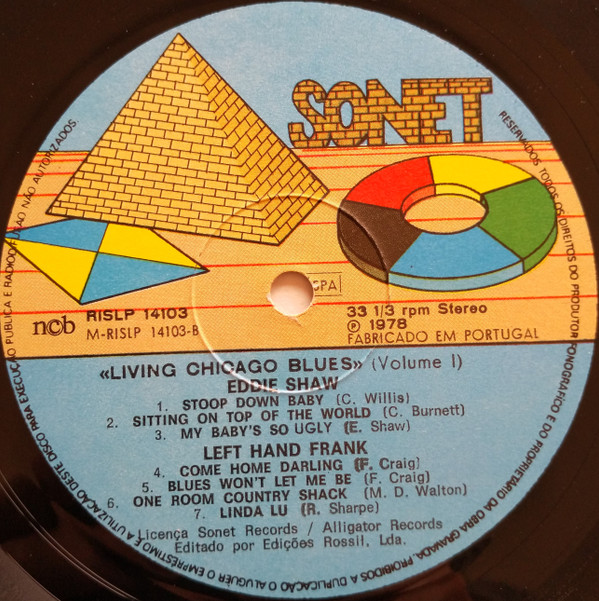 SONET
RESERVADOS TODOS OS DIREITOS DO PRODUTOR FONOGRAFICO E DO PROPRIETARIO DA OBRA GRAVADA. PROIBIDOS A DUPLICAÇÃO O ALUGUER O EMPRESTIMO E A UTILIZAÇÃO DESTE DISCO PARA EXECUÇÃO PUBLICA E RADIODIFUSÃO NÃO AUTORIZADOS.
SPA
RISLP 14103
33 1/3 rpm Stereo
ncb
M-RISLP 14103-B
℗ 1978
FABRICADO EM PORTUGAL
«LIVING CHICAGO BLUES» (Volume I)
EDDIE SHAW
1. STOOP DOWN BABY (C. Willis)
2. SITTING ON TOP OF THE WORLD (C. Burnett)
3. MY BABY'S SO UGLY (E. Shaw)
LEFT HAND FRANK
4. COME HOME DARLING (F. Craig)
5. BLUES WON'T LET ME BE (F. Craig)
6. ONE ROOM COUNTRY SHACK (M. D. Walton)
7. LINDA LU (R. Sharpe)
Licença Sonet Records / Alligator Records
Editado por Edições Rossil, Lda.